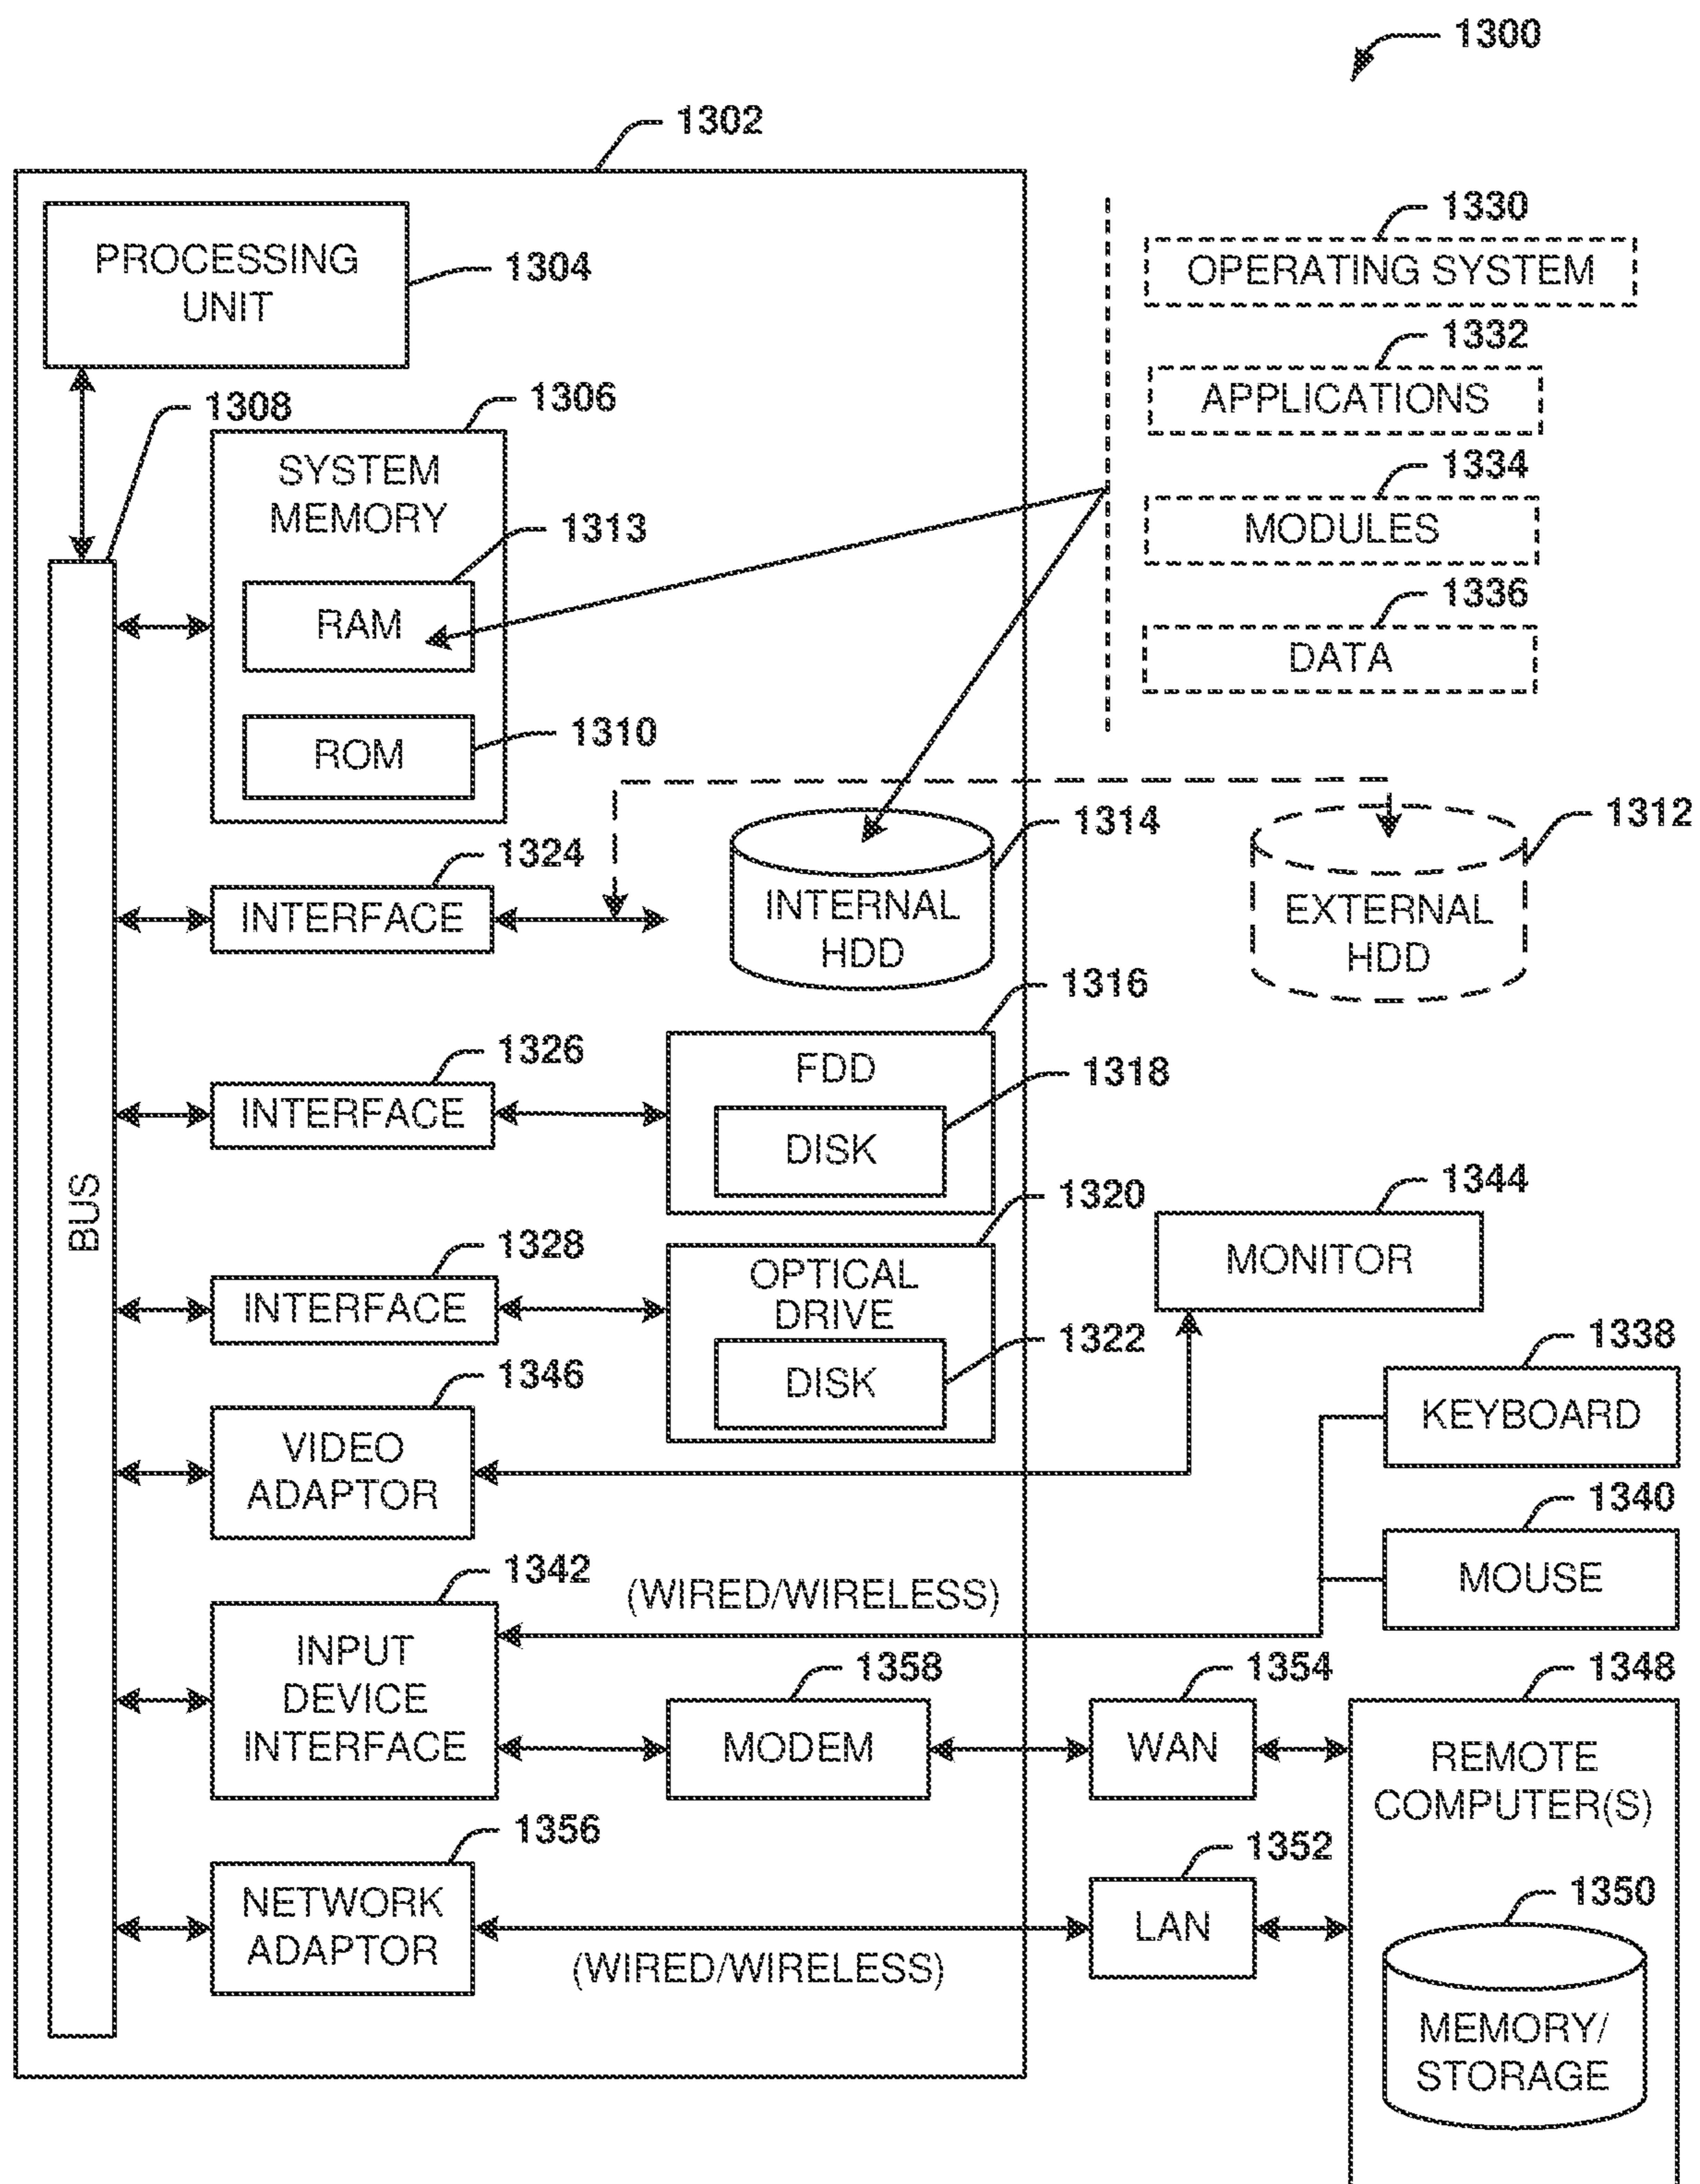 1300
1302
PROCESSING
UNIT
1304
1308
1306
SYSTEM
MEMORY
1313
RAM
ROM
1310
1330
OPERATING SYSTEM
1332
APPLICATIONS
1334
MODULES
1336
DATA
1324
INTERFACE
INTERNAL
HDD
1314
EXTERNAL
HDD
1312
1326
INTERFACE
1316
FDD
1318
DISK
BUS
1328
INTERFACE
1320
OPTICAL
DRIVE
1322
DISK
1344
MONITOR
1346
VIDEO
ADAPTOR
1338
KEYBOARD
1340
MOUSE
1342
INPUT
DEVICE
INTERFACE
(WIRED/WIRELESS)
1358
MODEM
1354
WAN
1348
REMOTE
COMPUTER(S)
1356
NETWORK
ADAPTOR
(WIRED/WIRELESS)
1352
LAN
1350
MEMORY/
STORAGE